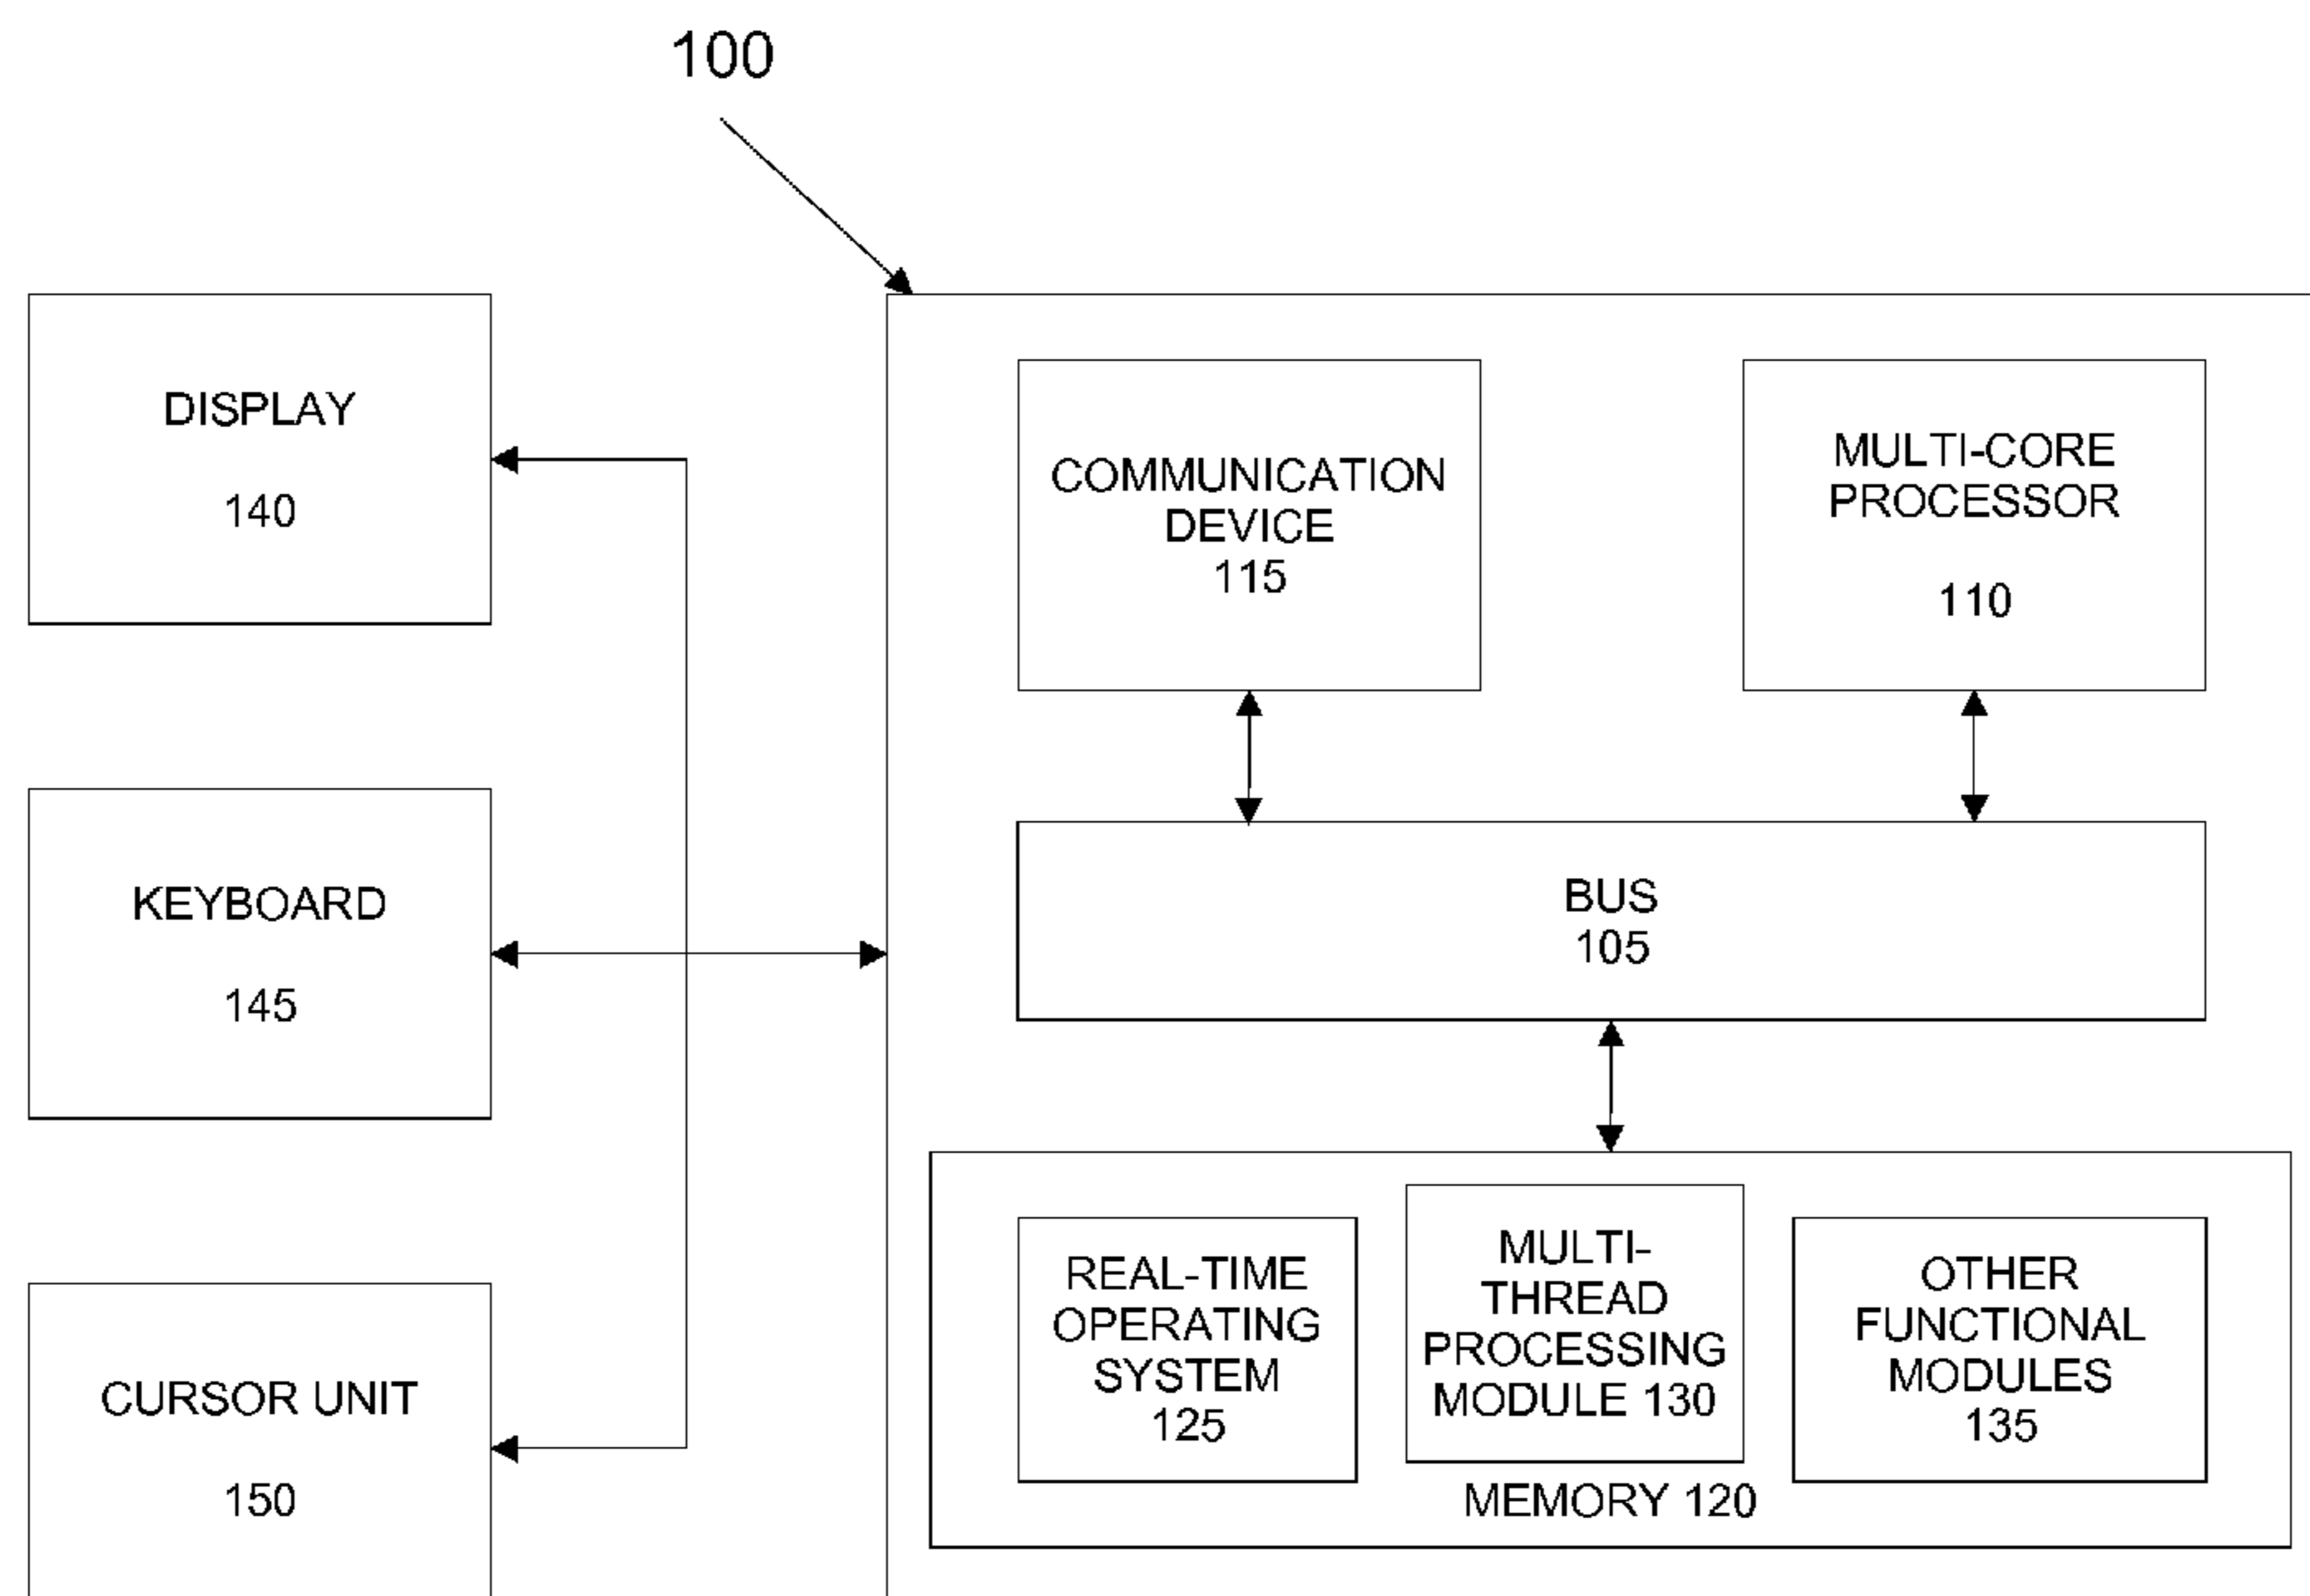 100
DISPLAY
140
KEYBOARD
145
CURSOR UNIT
150
COMMUNICATION
DEVICE
115
MULTI-CORE
PROCESSOR
110
BUS
105
REAL-TIME
OPERATING
SYSTEM
125
MULTI-
THREAD
PROCESSING
MODULE 130
OTHER
FUNCTIONAL
MODULES
135
MEMORY 120